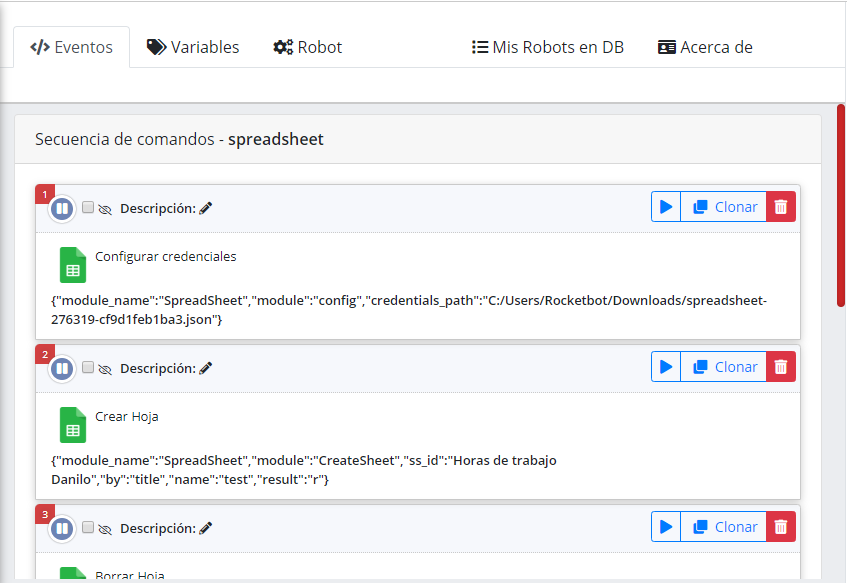 Eventos Variables Robot Mis Robots en DB Acerca de
Secuencia de comandos - spreadsheet
1
Descripción: Clonar
Configurar credenciales
{"module_name":"SpreadSheet","module":"config","credentials_path":"C:/Users/Rocketbot/Downloads/spreadsheet-
276319-cf9d1feb1ba3.json"}
2
Descripción: Clonar
Crear Hoja
{"module_name":"SpreadSheet","module":"CreateSheet","ss_id":"Horas de trabajo
Danilo","by":"title","name":"test","result":"r"}
3
Descripción: Clonar
Borrar Hoja